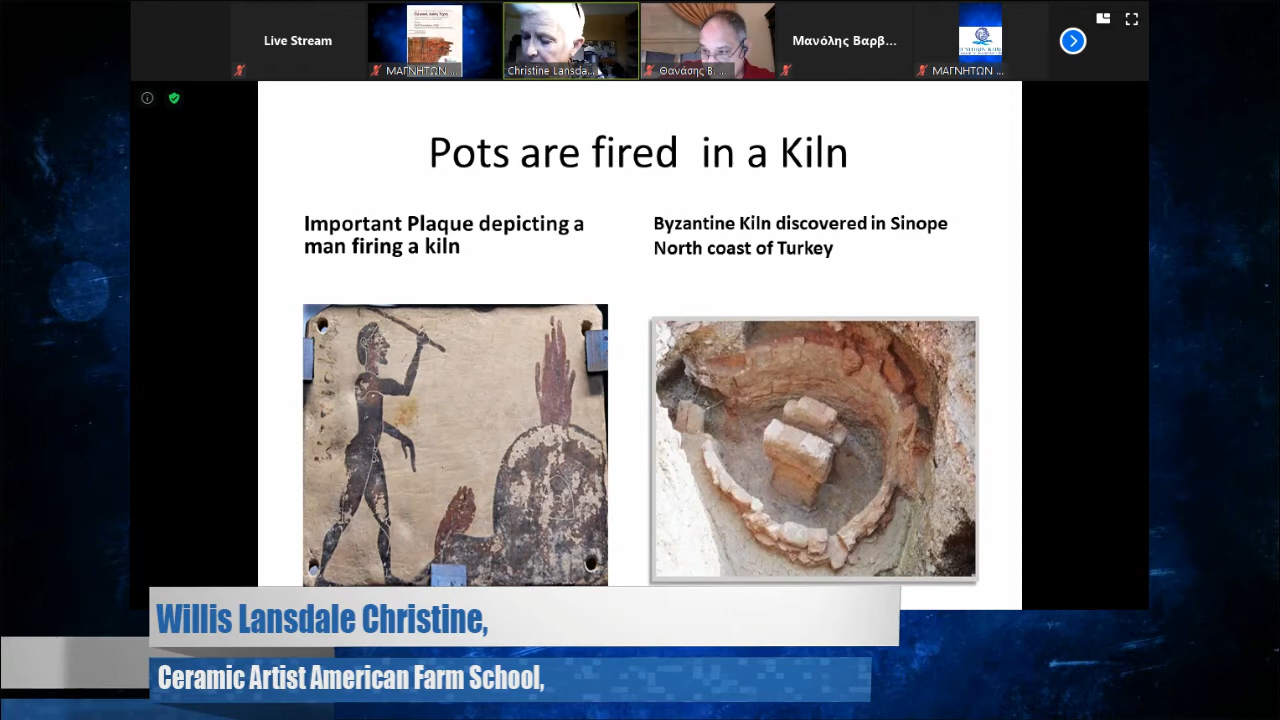 Live Stream
ΜΑΓΝΗΤΩΝ ...
Christine Lansda...
Θανάσης Β. ...
Μανόλης Βαρβ...
ΜΑΓΝΗΤΩΝ ...
Pots are fired in a Kiln
Important Plaque depicting a
man firing a kiln
Byzantine Kiln discovered in Sinope
North coast of Turkey
Willis Lansdale Christine,
Ceramic Artist American Farm School,